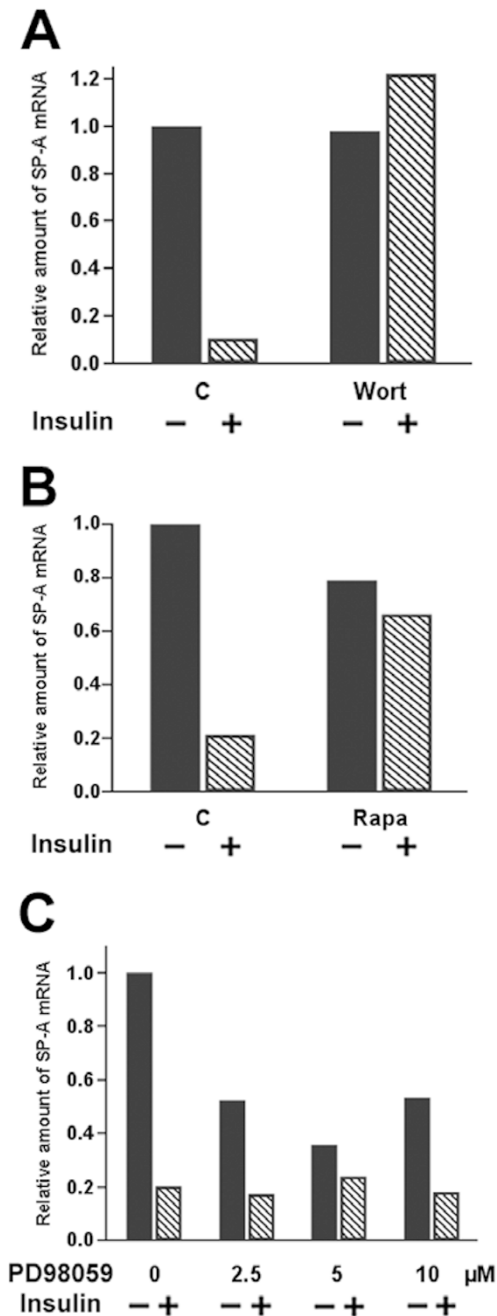 A
Relative amount of SP-A mRNA
1.2
1.0
0.8
0.6
0.4
0.2
0.0
C Wort
Insulin − + − +
B
Relative amount of SP-A mRNA
1.0
0.8
0.6
0.4
0.2
0.0
C Rapa
Insulin − + − +
C
Relative amount of SP-A mRNA
1.0
0.8
0.6
0.4
0.2
0.0
PD98059 0 2.5 5 10 µM
Insulin − + − + − + − +